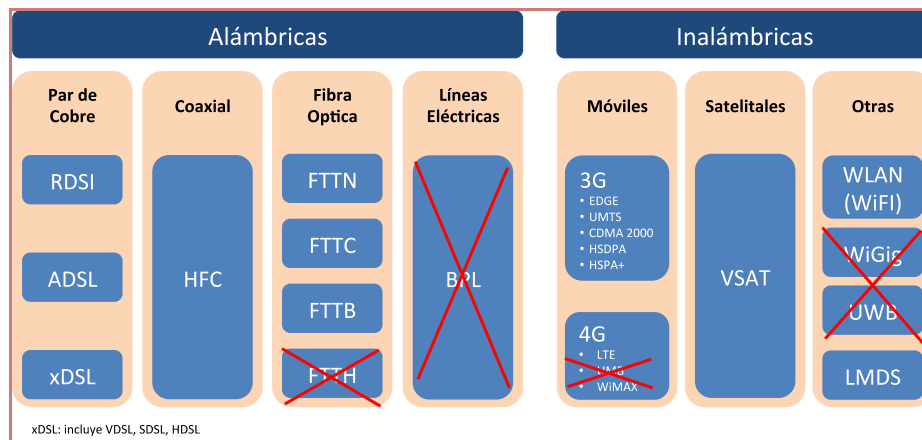 Alámbricas
Inalámbricas
Par de
Cobre
Coaxial
Fibra
Optica
Líneas
Eléctricas
Móviles
Satelitales
Otras
RDSI
ADSL
xDSL
HFC
FTTN
FTTC
FTTB
FTTH
BPL
3G
• EDGE
• UMTS
• CDMA 2000
• HSDPA
• HSPA+
4G
• LTE
• UMB
WiMAX
VSAT
WLAN
(WiFI)
WiGig
UWB
LMDS
xDSL: incluye VDSL, SDSL, HDSL